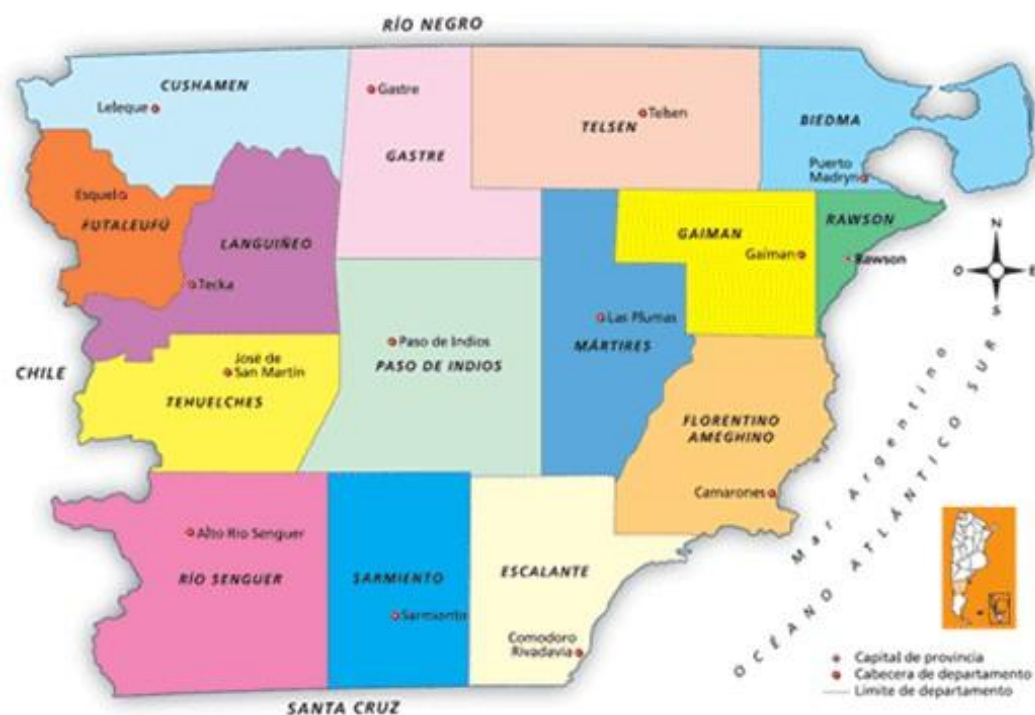 RÍO NEGRO
CUSHAMEN
Leleque
Gastre
GASTRE
Telsen
TELSEN
BIEDMA
Puerto
Madryn
Esquel
FUTALEUFÚ
LANGUIÑEO
Tecka
GAIMAN
Gaiman
RAWSON
Rawson
N
O
E
S
Paso de Indios
PASO DE INDIOS
Las Plumas
MÁRTIRES
CHILE
José de
San Martín
TEHUELCHES
FLORENTINO
AMEGHINO
Camarones
Mar Argentino
OCÉANO ATLÁNTICO SUR
Alto Río Senguer
RÍO SENGUER
SARMIENTO
Sarmiento
ESCALANTE
Comodoro
Rivadavia
SANTA CRUZ
Capital de provincia
Cabecera de departamento
Límite de departamento